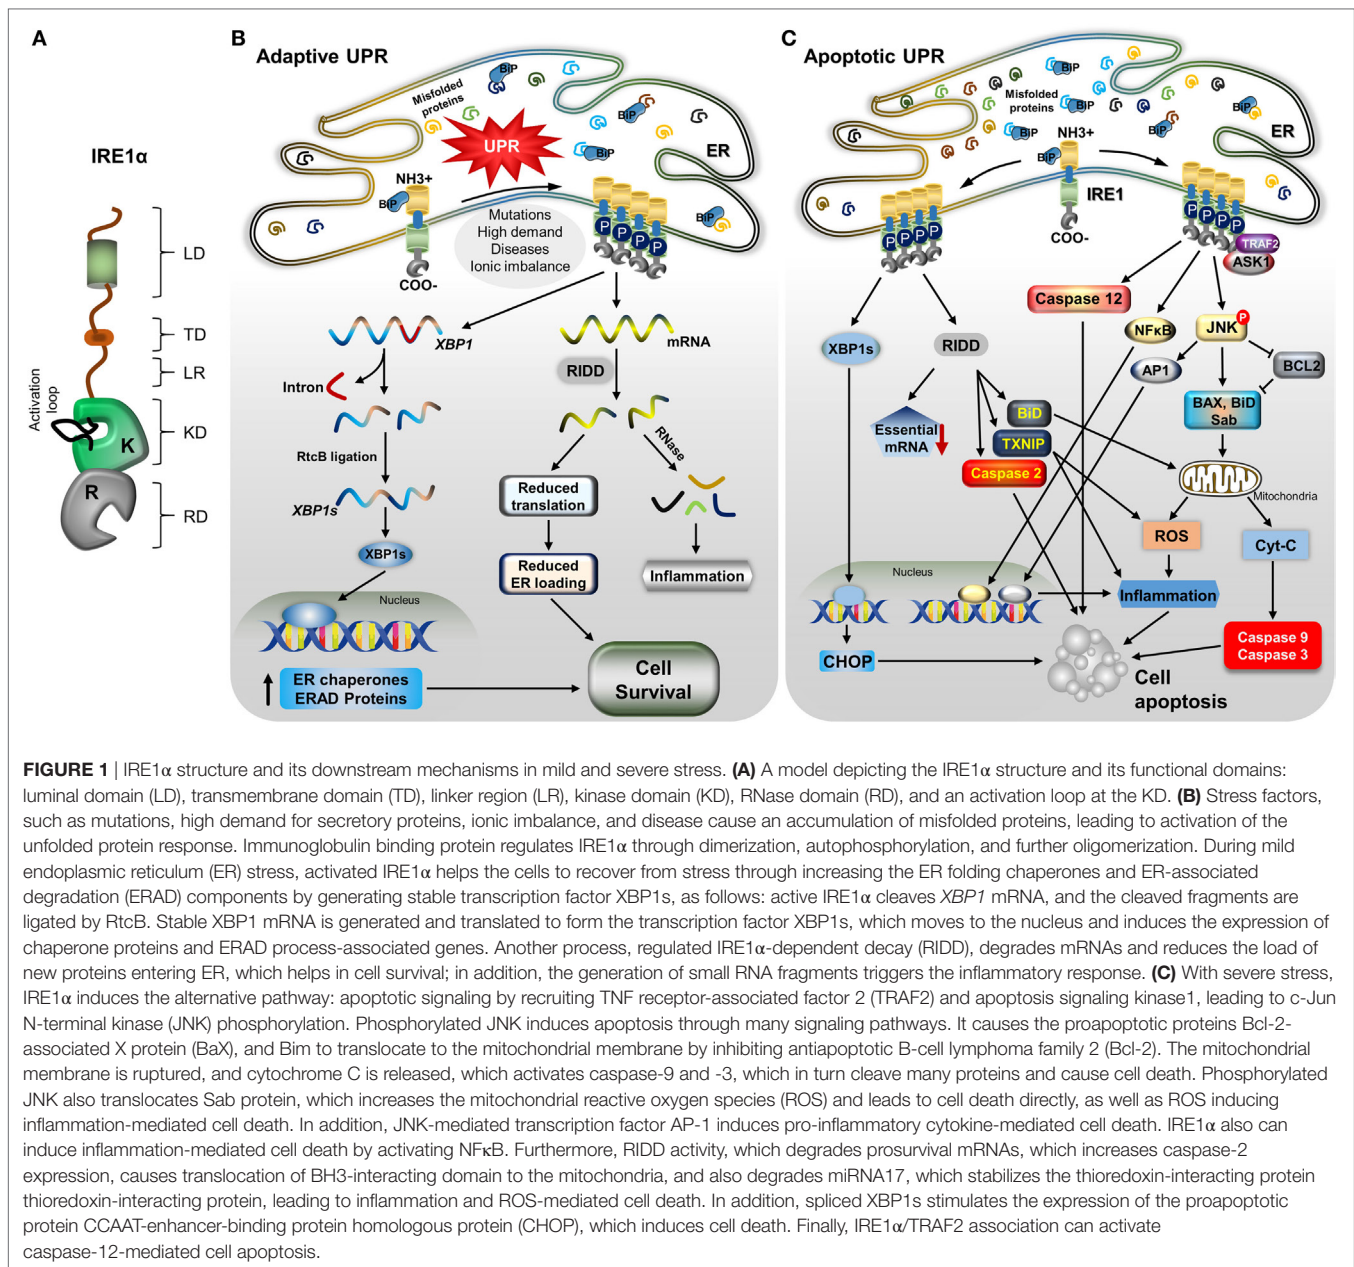 A
IRE1α
LD
TD
LR
Activation
loop
K
KD
R
RD
B
Adaptive UPR
BiP
Misfolded
proteins
UPR
BiP
BiP
ER
NH3+
BiP
BiP
COO-
Mutations
High demand
Diseases
Ionic imbalance
P
P
P
P
XBP1
mRNA
Intron
RIDD
RNase
RtcB ligation
XBP1s
Reduced
translation
XBP1s
Reduced
ER loading
Inflammation
Nucleus
ER chaperones
ERAD Proteins
Cell
Survival
C
Apoptotic UPR
BiP
Misfolded
proteins
BiP
BiP
BiP
ER
NH3+
BiP
IRE1
COO-
P
P
P
P
P
P
P
P
TRAF2
ASK1
Caspase 12
NFκB
JNK
P
XBP1s
RIDD
AP1
BCL2
BAX, BiD
Sab
BiD
Essential
mRNA
TXNIP
Caspase 2
Mitochondria
ROS
Cyt-C
Nucleus
Inflammation
CHOP
Caspase 9
Caspase 3
Cell
apoptosis
FIGURE 1 | IRE1α structure and its downstream mechanisms in mild and severe stress. (A) A model depicting the IRE1α structure and its functional domains:
luminal domain (LD), transmembrane domain (TD), linker region (LR), kinase domain (KD), RNase domain (RD), and an activation loop at the KD. (B) Stress factors,
such as mutations, high demand for secretory proteins, ionic imbalance, and disease cause an accumulation of misfolded proteins, leading to activation of the
unfolded protein response. Immunoglobulin binding protein regulates IRE1α through dimerization, autophosphorylation, and further oligomerization. During mild
endoplasmic reticulum (ER) stress, activated IRE1α helps the cells to recover from stress through increasing the ER folding chaperones and ER-associated
degradation (ERAD) components by generating stable transcription factor XBP1s, as follows: active IRE1α cleaves XBP1 mRNA, and the cleaved fragments are
ligated by RtcB. Stable XBP1 mRNA is generated and translated to form the transcription factor XBP1s, which moves to the nucleus and induces the expression of
chaperone proteins and ERAD process-associated genes. Another process, regulated IRE1α-dependent decay (RIDD), degrades mRNAs and reduces the load of
new proteins entering ER, which helps in cell survival; in addition, the generation of small RNA fragments triggers the inflammatory response. (C) With severe stress,
IRE1α induces the alternative pathway: apoptotic signaling by recruiting TNF receptor-associated factor 2 (TRAF2) and apoptosis signaling kinase1, leading to c-Jun
N-terminal kinase (JNK) phosphorylation. Phosphorylated JNK induces apoptosis through many signaling pathways. It causes the proapoptotic proteins Bcl-2-
associated X protein (BaX), and Bim to translocate to the mitochondrial membrane by inhibiting antiapoptotic B-cell lymphoma family 2 (Bcl-2). The mitochondrial
membrane is ruptured, and cytochrome C is released, which activates caspase-9 and -3, which in turn cleave many proteins and cause cell death. Phosphorylated
JNK also translocates Sab protein, which increases the mitochondrial reactive oxygen species (ROS) and leads to cell death directly, as well as ROS inducing
inflammation-mediated cell death. In addition, JNK-mediated transcription factor AP-1 induces pro-inflammatory cytokine-mediated cell death. IRE1α also can
induce inflammation-mediated cell death by activating NFκB. Furthermore, RIDD activity, which degrades prosurvival mRNAs, which increases caspase-2
expression, causes translocation of BH3-interacting domain to the mitochondria, and also degrades miRNA17, which stabilizes the thioredoxin-interacting protein
thioredoxin-interacting protein, leading to inflammation and ROS-mediated cell death. In addition, spliced XBP1s stimulates the expression of the proapoptotic
protein CCAAT-enhancer-binding protein homologous protein (CHOP), which induces cell death. Finally, IRE1α/TRAF2 association can activate
caspase-12-mediated cell apoptosis.